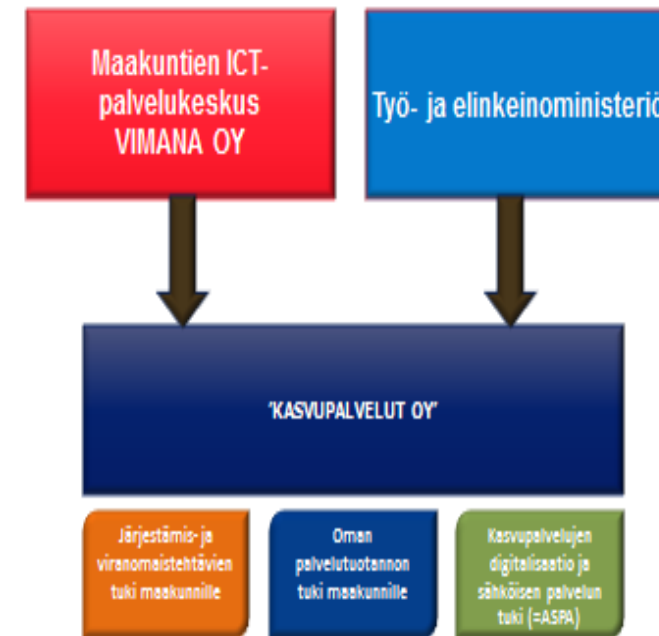 Maakuntien ICT-
palvelukeskus
VIMANA OY
Työ- ja elinkeinoministeriö
'KASVUPALVELUT OY'
Järjestämis- ja
viranomaistehtävien
tuki maakunnille
Oman
palvelutuotannon
tuki maakunnille
Kasvupalvelujen
digitalisaatio ja
sähköisen palvelun
tuki (=ASPA)